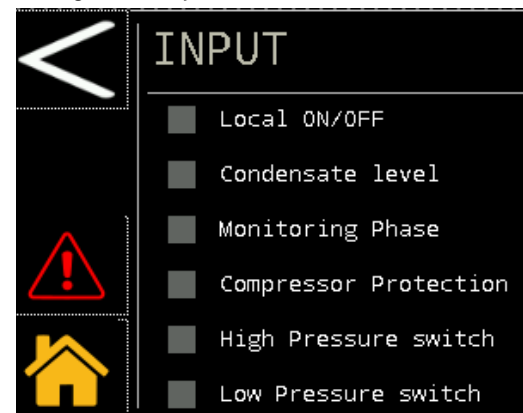 INPUT
Local ON/OFF
Condensate level
Monitoring Phase
Compressor Protection
High Pressure switch
Low Pressure switch